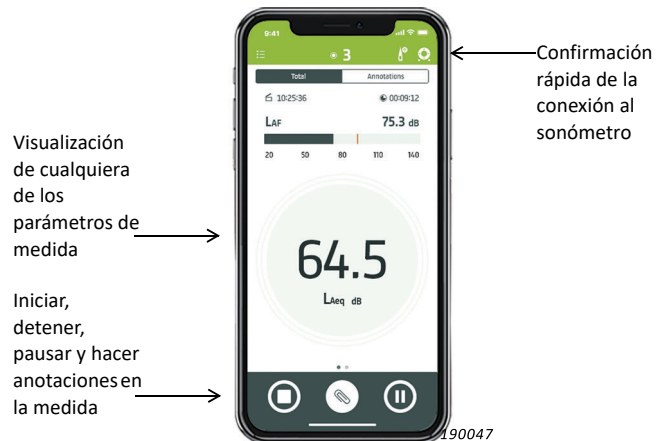 9:41
3
Total
Annotations
10:25:36
00:09:12
LAF
75.3 dB
20 50 80 110 140
64.5
LAeq dB
Confirmación
rápida de la
conexión al
sonómetro
Visualización
de cualquiera
de los
parámetros de
medida
Iniciar,
detener,
pausar y hacer
anotaciones en
la medida
190047